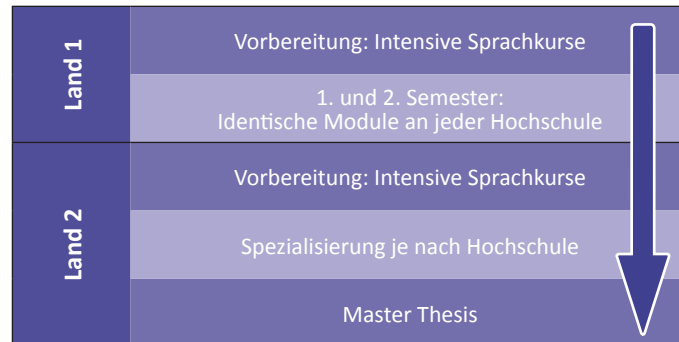 Land 1
Vorbereitung: Intensive Sprachkurse
1. und 2. Semester:
Identische Module an jeder Hochschule
Land 2
Vorbereitung: Intensive Sprachkurse
Spezialisierung je nach Hochschule
Master Thesis